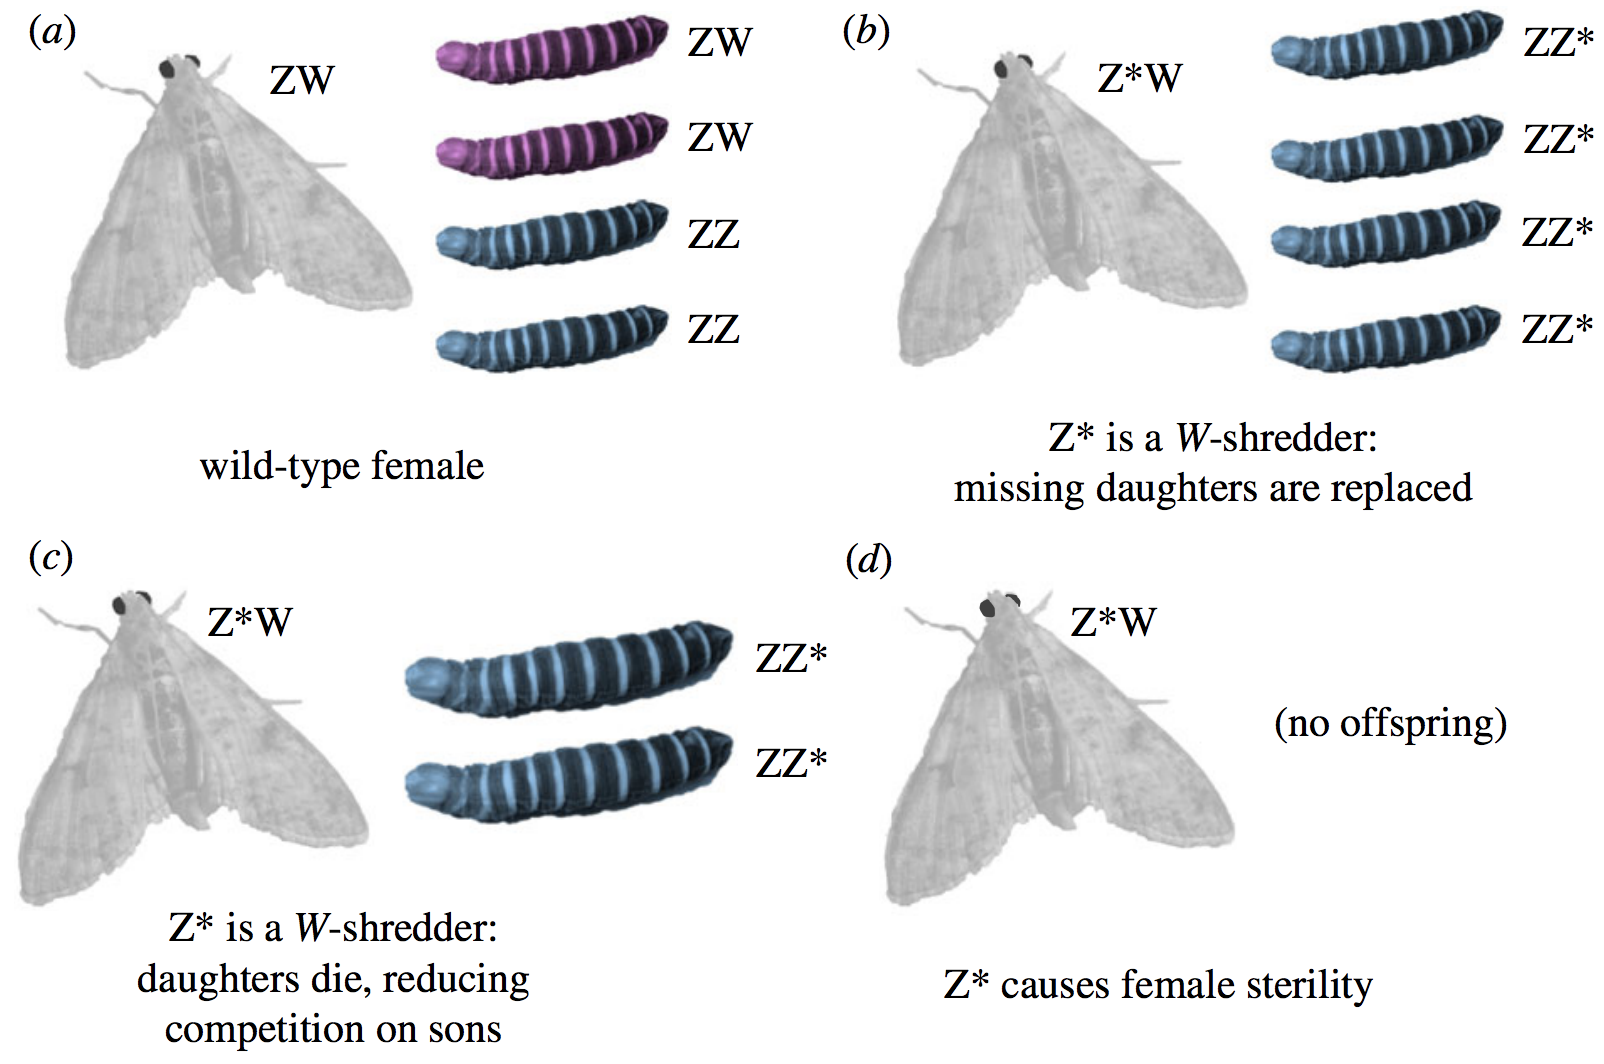 (a)
ZW
ZW
ZW
ZZ
ZZ
wild-type female
(b)
Z*W
ZZ*
ZZ*
ZZ*
ZZ*
Z* is a W-shredder:
missing daughters are replaced
(c)
Z*W
ZZ*
ZZ*
Z* is a W-shredder:
daughters die, reducing
competition on sons
(d)
Z*W
(no offspring)
Z* causes female sterility